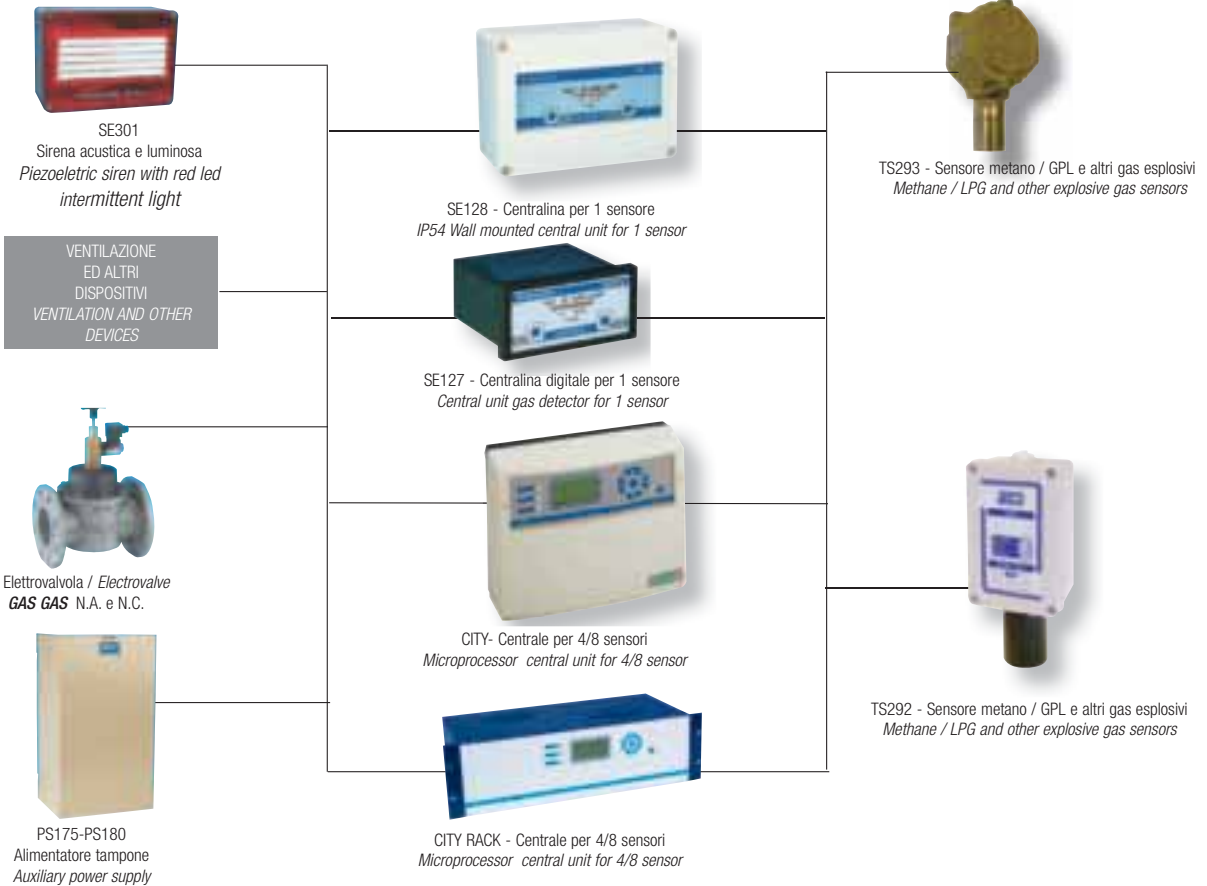 SE301
Sirena acustica e luminosa
Piezoeletric siren with red led
intermittent light
VENTILAZIONE
ED ALTRI
DISPOSITIVI
VENTILATION AND OTHER
DEVICES
Elettrovalvola / Electrovalve
GAS GAS N.A. e N.C.
PS175-PS180
Alimentatore tampone
Auxiliary power supply
SE128 - Centralina per 1 sensore
IP54 Wall mounted central unit for 1 sensor
SE127 - Centralina digitale per 1 sensore
Central unit gas detector for 1 sensor
CITY- Centrale per 4/8 sensori
Microprocessor central unit for 4/8 sensor
CITY RACK - Centrale per 4/8 sensori
Microprocessor central unit for 4/8 sensor
TS293 - Sensore metano / GPL e altri gas esplosivi
Methane / LPG and other explosive gas sensors
TS292 - Sensore metano / GPL e altri gas esplosivi
Methane / LPG and other explosive gas sensors